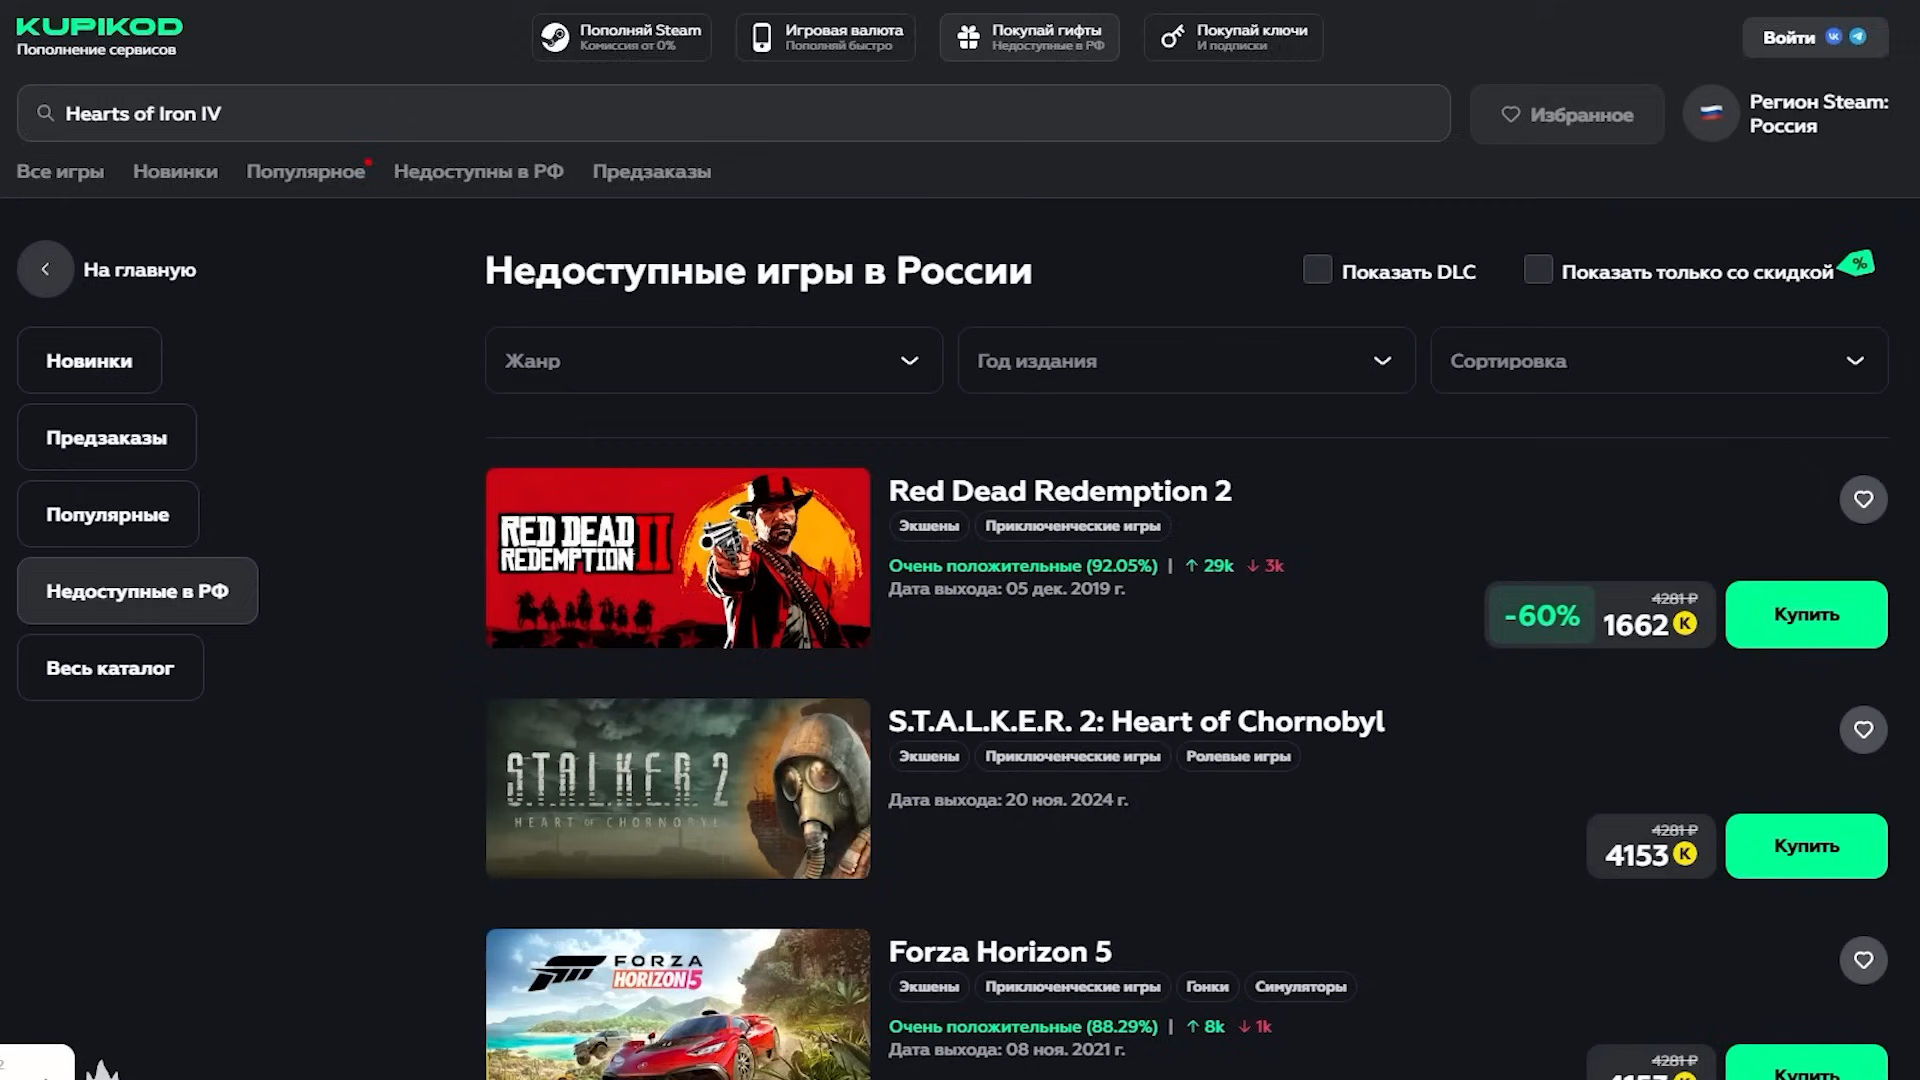 KUPIKOD
Пополнение сервисов
Пополняй Steam
Комиссия от 0%
Игровая валюта
Пополняй быстро
Покупай гифты
Недоступные в РФ
Покупай ключи
И подписки
Войти
Hearts of Iron IV
Избранное
Регион Steam:
Россия
Все игры
Новинки
Популярное
Недоступны в РФ
Предзаказы
На главную
Недоступные игры в России
Показать DLC
Показать только со скидкой %
Новинки
Предзаказы
Популярные
Недоступные в РФ
Весь каталог
Жанр
Год издания
Сортировка
RED DEAD
REDEMPTION II
Red Dead Redemption 2
Экшены
Приключенческие игры
Очень положительные (92.05%) | ↑ 29k ↓ 3k
Дата выхода: 05 дек. 2019 г.
-60%
4281 ₽
1662 K
Купить
S.T.A.L.K.E.R. 2
HEART OF CHORNOBYL
S.T.A.L.K.E.R. 2: Heart of Chornobyl
Экшены
Приключенческие игры
Ролевые игры
Дата выхода: 20 ноя. 2024 г.
4281 ₽
4153 K
Купить
FORZA
HORIZON 5
Forza Horizon 5
Экшены
Приключенческие игры
Гонки
Симуляторы
Очень положительные (88.29%) | ↑ 8k ↓ 1k
Дата выхода: 08 ноя. 2021 г.
4281 ₽
Купить